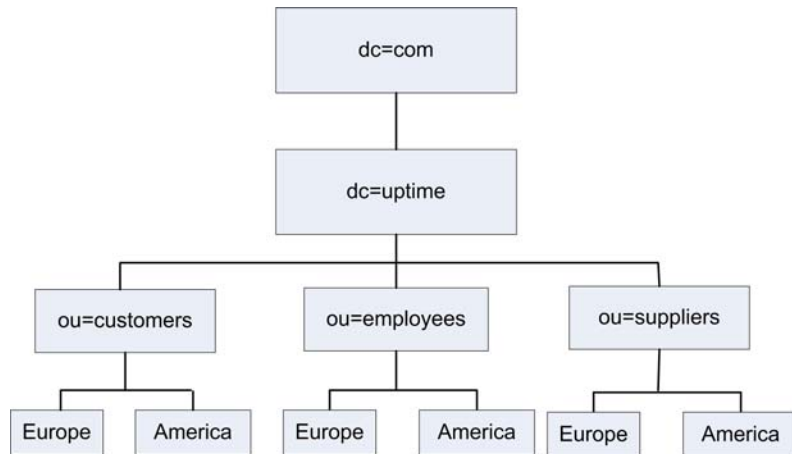 dc=com
dc=uptime
ou=customers
ou=employees
ou=suppliers
Europe
America
Europe
America
Europe
America